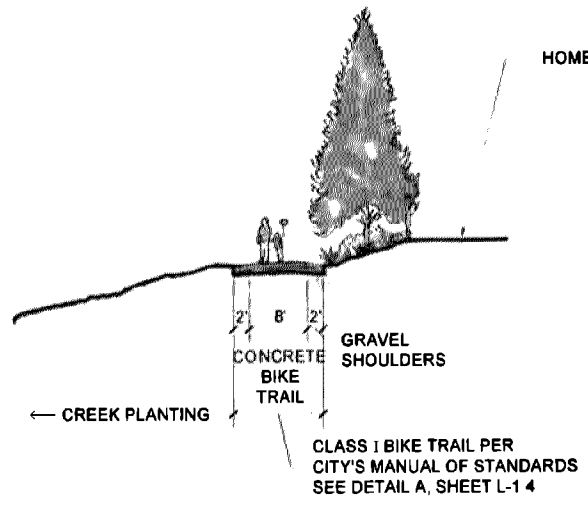 HOME
2' 8' 2'
GRAVEL
SHOULDERS
CONCRETE
BIKE
TRAIL
← CREEK PLANTING
CLASS I BIKE TRAIL PER
CITY'S MANUAL OF STANDARDS
SEE DETAIL A, SHEET L-1 4